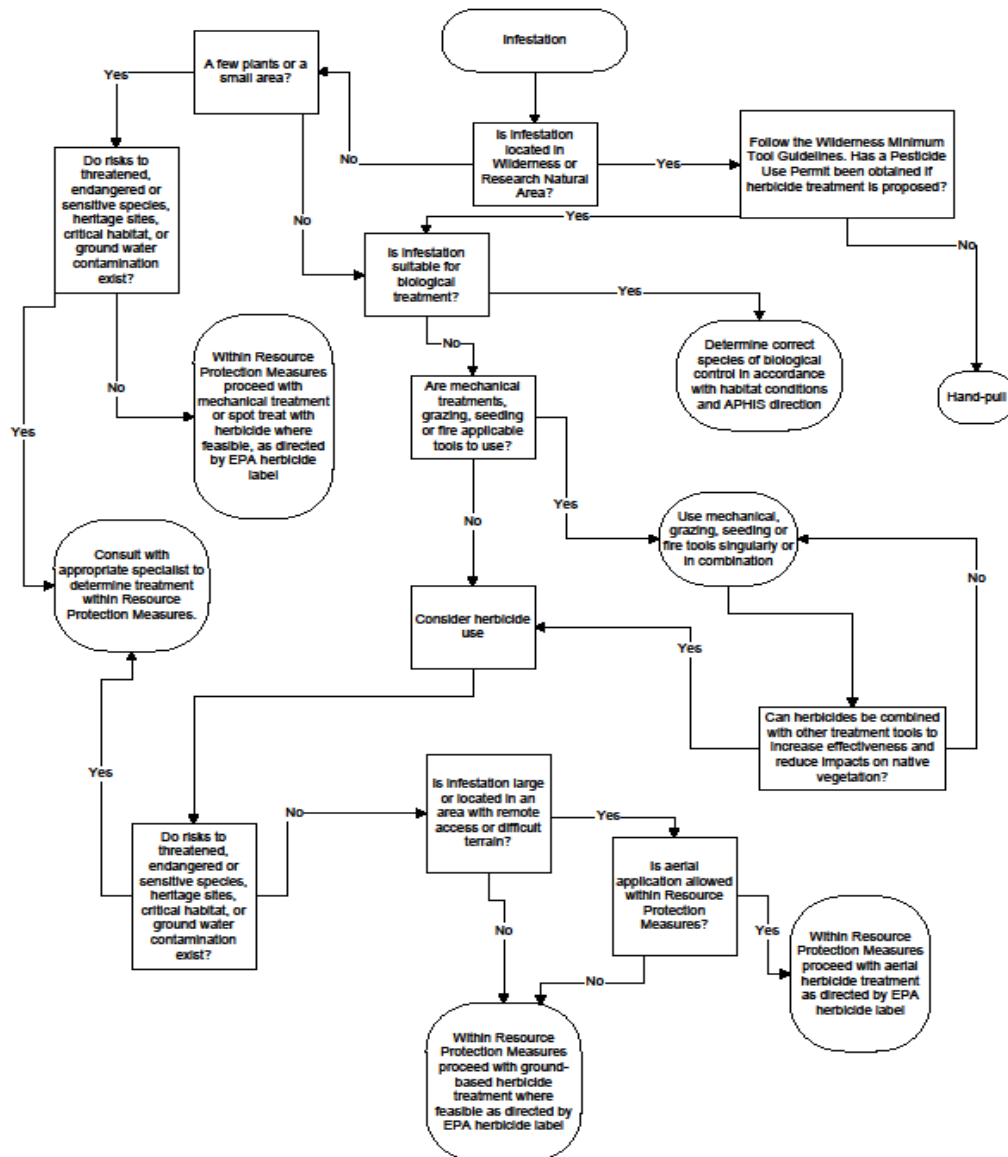 Infestation
A few plants or a
small area?
Yes
Is infestation
located in
Wilderness or
Research Natural
Area?
No
Yes
Follow the Wilderness Minimum
Tool Guidelines. Has a Pesticide
Use Permit been obtained if
herbicide treatment is proposed?
Do risks to
threatened,
endangered or
sensitive species,
heritage sites,
critical habitat, or
ground water
contamination
exist?
No
Yes
No
Is infestation
suitable for
biological
treatment?
Yes
No
Determine correct
species of biological
control in accordance
with habitat conditions
and APHIS direction
Hand-pull
Within Resource
Protection Measures
proceed with
mechanical treatment
or spot treat with
herbicide where
feasible, as directed
by EPA herbicide
label
No
Yes
Are mechanical
treatments,
grazing, seeding
or fire applicable
tools to use?
Yes
No
Use mechanical,
grazing, seeding or
fire tools singularly or
in combination
No
Consult with
appropriate specialist to
determine treatment
within Resource
Protection Measures.
Consider herbicide
use
Yes
Can herbicides be combined
with other treatment tools to
increase effectiveness and
reduce impacts on native
vegetation?
Yes
Do risks to
threatened,
endangered or
sensitive species,
heritage sites,
critical habitat, or
ground water
contamination
exist?
No
Is infestation large
or located in an
area with remote
access or difficult
terrain?
Yes
Is aerial
application allowed
within Resource
Protection
Measures?
No
Yes
No
Within Resource
Protection Measures
proceed with aerial
herbicide treatment
as directed by EPA
herbicide label
Within Resource
Protection Measures
proceed with ground-
based herbicide
treatment where
feasible as directed by
EPA herbicide label